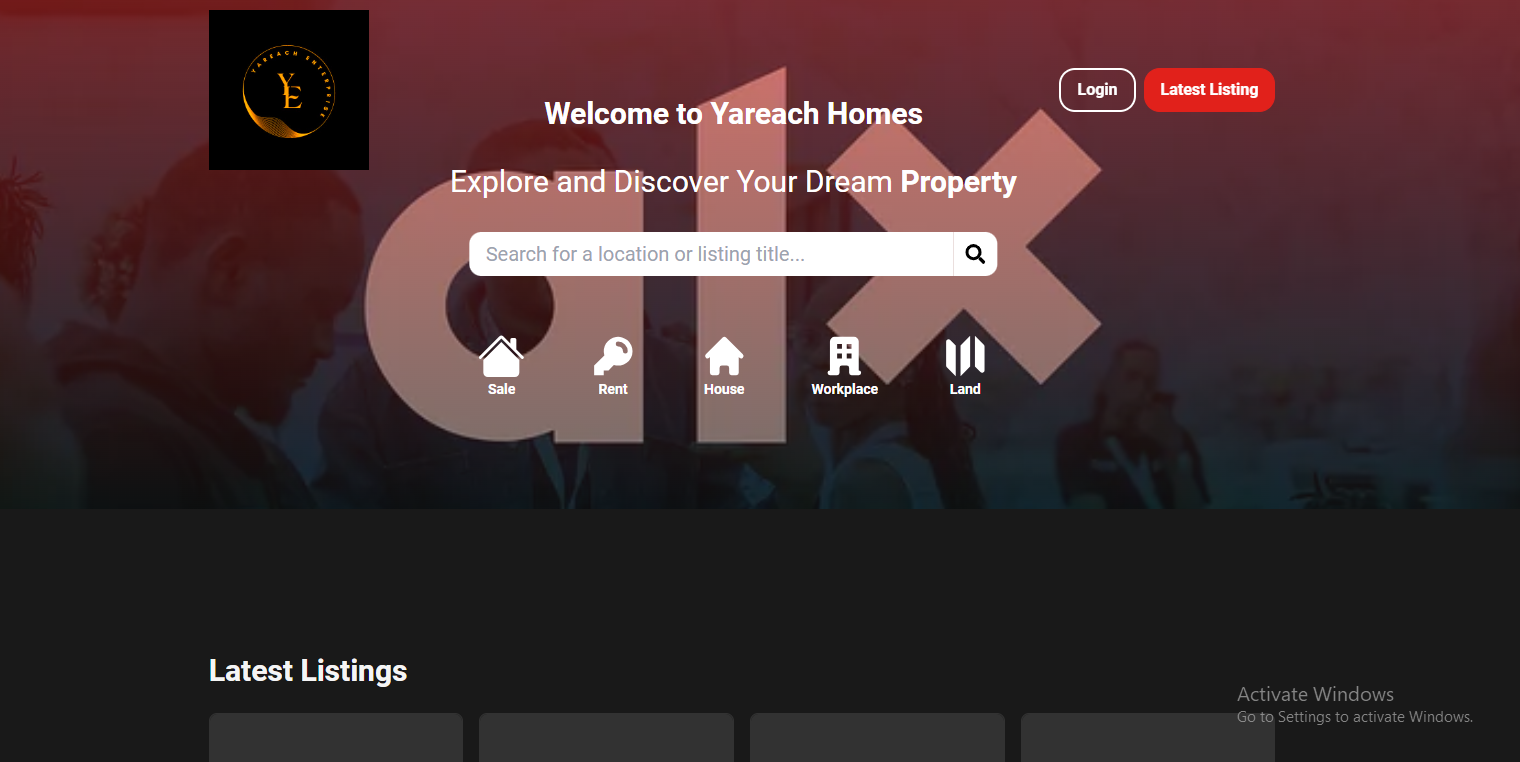 YAREACH ENTERPRISE
YE
Login
Latest Listing
Welcome to Yareach Homes
Explore and Discover Your Dream Property
alx
Search for a location or listing title...
Sale
Rent
House
Workplace
Land
Latest Listings
Activate Windows
Go to Settings to activate Windows.